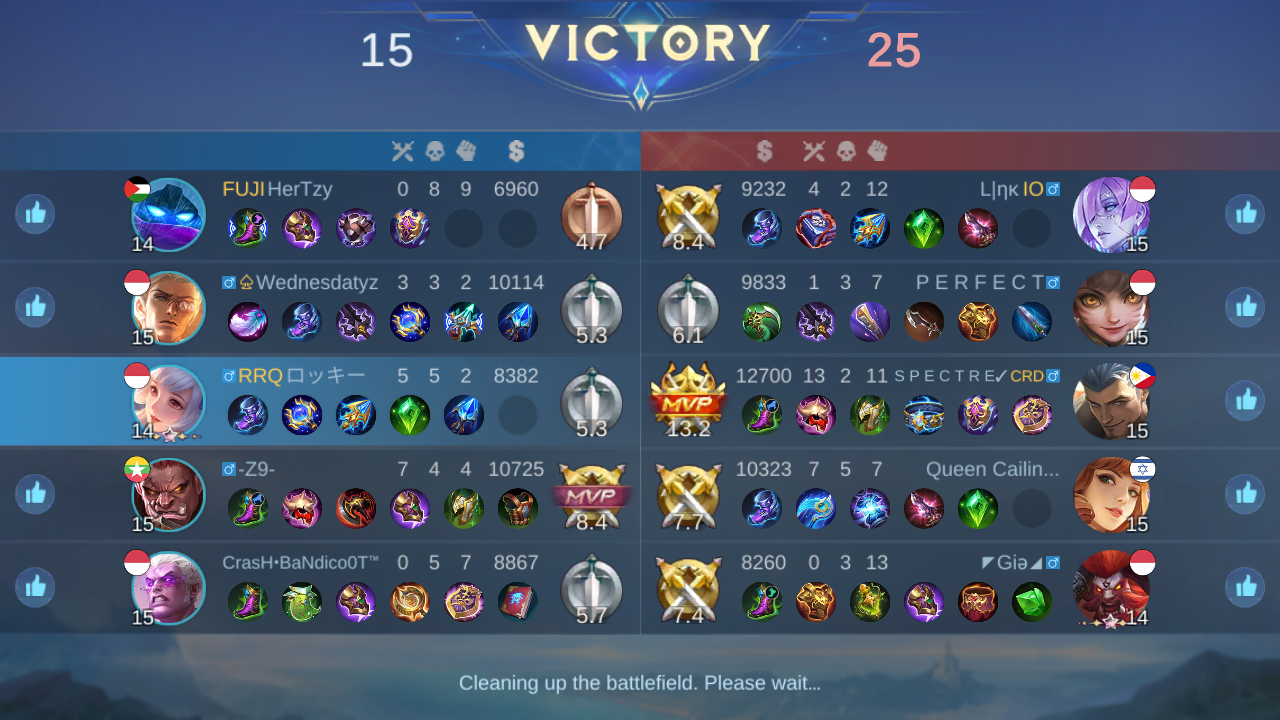 15 VICTORY 25
FUJI HerTzy 0 8 9 6960
14 4.7
9232 4 2 12 L|ηκ IO
8.4 15
♤Wednesdatyz 3 3 2 10114
15 5.3
9833 1 3 7 P E R F E C T
6.1 15
RRQ ロッキー 5 5 2 8382
14 5.3
12700 13 2 11 S P E C T R E ✓ CRD
MVP
13.2 15
-Z9- 7 4 4 10725
MVP
15 8.4
10323 7 5 7 Queen Cailin...
7.7 15
CrasH•BaNdico0T™ 0 5 7 8867
15 5.7
8260 0 3 13 ◤Giə◢
7.4 14
Cleaning up the battlefield. Please wait...